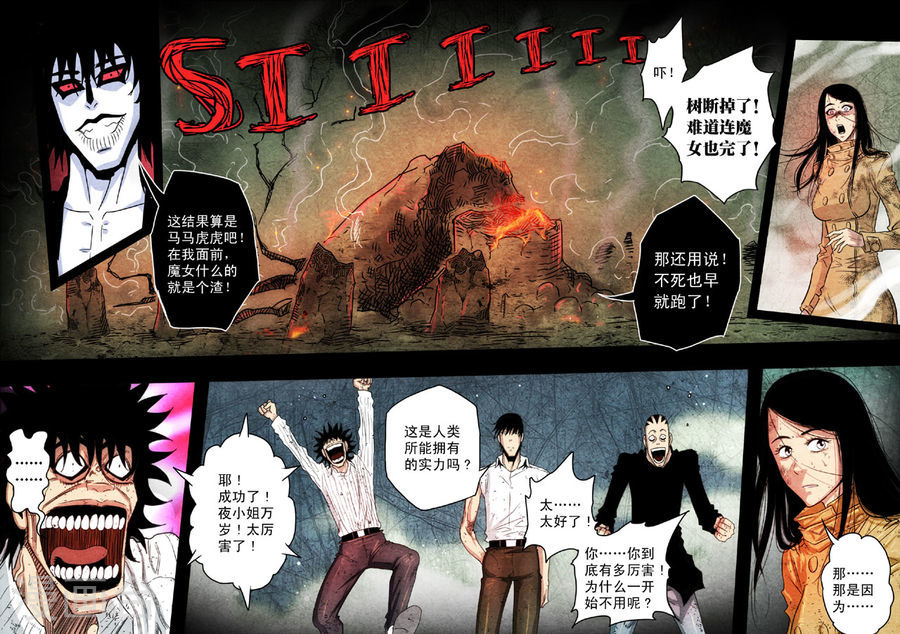 SIIIIIII
吓！
树断掉了！
难道连魔
女也完了！
这结果算是
马马虎虎吧！
在我面前，
魔女什么的
就是个渣！
那还用说！
不死也早
就跑了！
……
……
耶！
成功了！
夜小姐万
岁！太厉
害了！
这是人类
所能拥有
的实力吗？
太……
太好了！
你……你到
底有多厉害！
为什么一开
始不用呢？
那……
那是因
为……